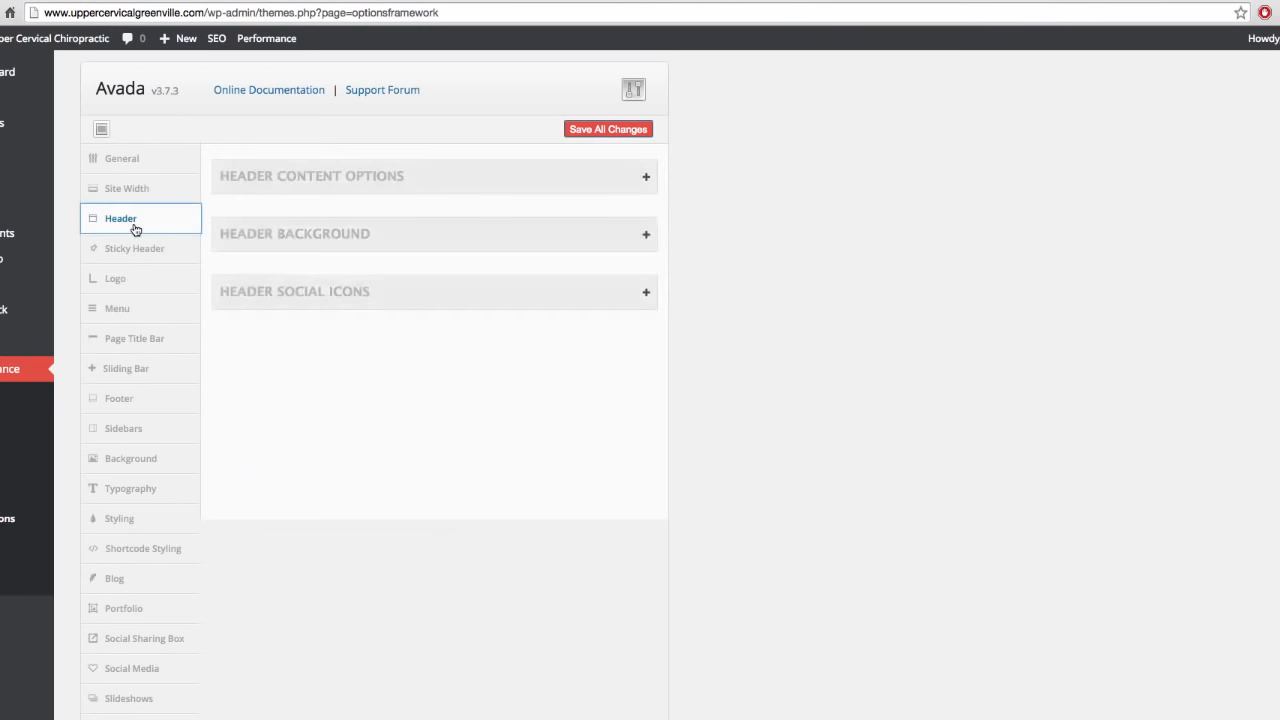 www.uppercervicalgreenville.com/wp-admin/themes.php?page=optionsframework
per Cervical Chiropractic 0 New SEO Performance Howdy
ard
s
nts
o
ck
nce
ons
Avada v3.7.3 Online Documentation | Support Forum
Save All Changes
General
Site Width
Header
Sticky Header
Logo
Menu
Page Title Bar
Sliding Bar
Footer
Sidebars
Background
Typography
Styling
Shortcode Styling
Blog
Portfolio
Social Sharing Box
Social Media
Slideshows
HEADER CONTENT OPTIONS +
HEADER BACKGROUND +
HEADER SOCIAL ICONS +